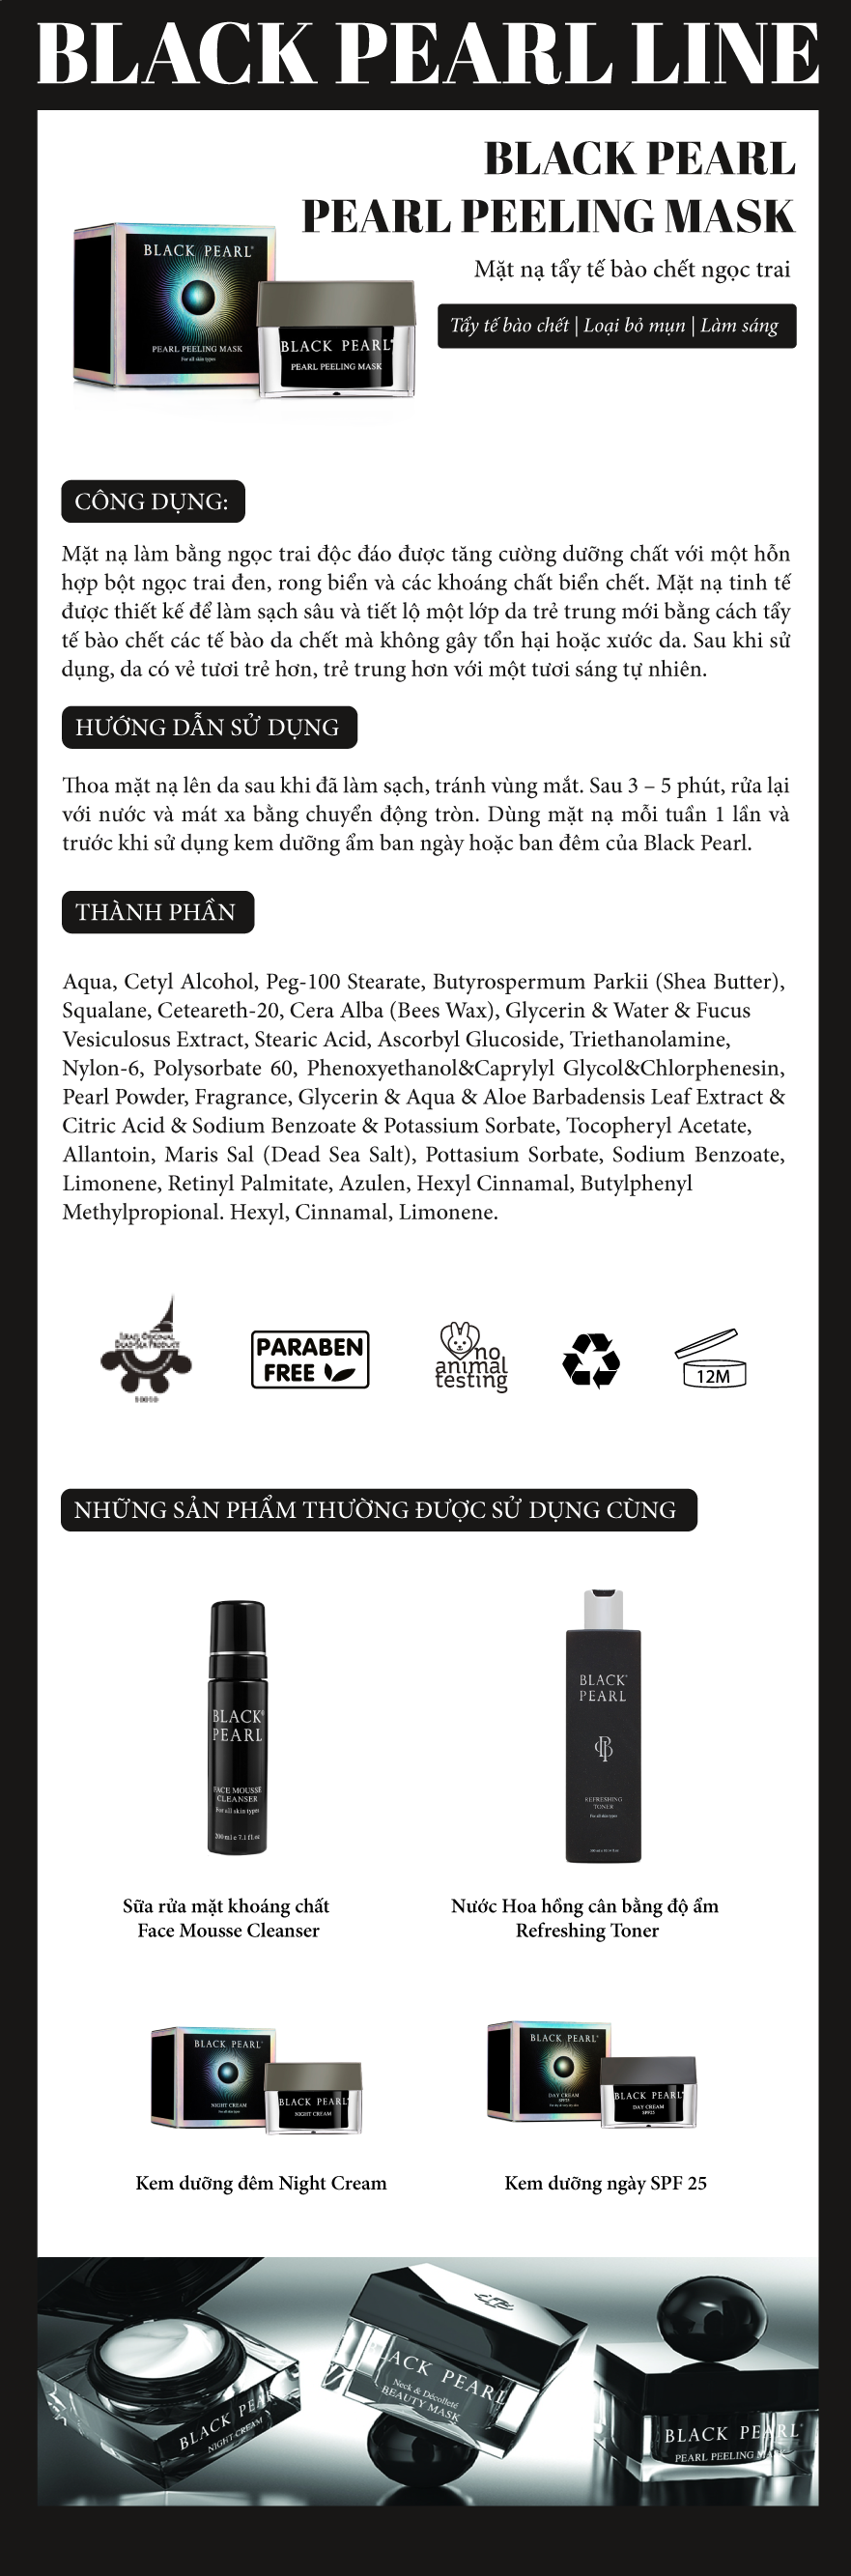 BLACK PEARL LINE
BLACK PEARL
PEARL PEELING MASK
Mặt nạ tẩy tế bào chết ngọc trai
Tẩy tế bào chết | Loại bỏ mụn | Làm sáng
BLACK PEARL®
PEARL PEELING MASK
For all skin types
BLACK PEARL®
PEARL PEELING MASK
CÔNG DỤNG:
Mặt nạ làm bằng ngọc trai độc đáo được tăng cường dưỡng chất với một hỗn
hợp bột ngọc trai đen, rong biển và các khoáng chất biển chết. Mặt nạ tinh tế
được thiết kế để làm sạch sâu và tiết lộ một lớp da trẻ trung mới bằng cách tẩy
tế bào chết các tế bào da chết mà không gây tổn hại hoặc xước da. Sau khi sử
dụng, da có vẻ tươi trẻ hơn, trẻ trung hơn với một tươi sáng tự nhiên.
HƯỚNG DẪN SỬ DỤNG
Thoa mặt nạ lên da sau khi đã làm sạch, tránh vùng mắt. Sau 3 – 5 phút, rửa lại
với nước và mát xa bằng chuyển động tròn. Dùng mặt nạ mỗi tuần 1 lần và
trước khi sử dụng kem dưỡng ẩm ban ngày hoặc ban đêm của Black Pearl.
THÀNH PHẦN
Aqua, Cetyl Alcohol, Peg-100 Stearate, Butyrospermum Parkii (Shea Butter),
Squalane, Ceteareth-20, Cera Alba (Bees Wax), Glycerin & Water & Fucus
Vesiculosus Extract, Stearic Acid, Ascorbyl Glucoside, Triethanolamine,
Nylon-6, Polysorbate 60, Phenoxyethanol&Caprylyl Glycol&Chlorphenesin,
Pearl Powder, Fragrance, Glycerin & Aqua & Aloe Barbadensis Leaf Extract &
Citric Acid & Sodium Benzoate & Potassium Sorbate, Tocopheryl Acetate,
Allantoin, Maris Sal (Dead Sea Salt), Pottasium Sorbate, Sodium Benzoate,
Limonene, Retinyl Palmitate, Azulen, Hexyl Cinnamal, Butylphenyl
Methylpropional. Hexyl, Cinnamal, Limonene.
ISRAEL ORIGINAL
DEAD-SEA PRODUCT
PARABEN
FREE
no
animal
testing
12M
NHỮNG SẢN PHẨM THƯỜNG ĐƯỢC SỬ DỤNG CÙNG
BLACK®
PEARL
FACE MOUSSE
CLEANSER
For all skin types
200 ml e 7.1 fl.oz
BLACK®
PEARL
REFRESHING
TONER
For all skin types
Sữa rửa mặt khoáng chất
Face Mousse Cleanser
Nước Hoa hồng cân bằng độ ẩm
Refreshing Toner
BLACK PEARL®
NIGHT CREAM
For all skin types
BLACK PEARL®
NIGHT CREAM
BLACK PEARL®
DAY CREAM
SPF25
BLACK PEARL®
DAY CREAM
SPF25
Kem dưỡng đêm Night Cream
Kem dưỡng ngày SPF 25
BLACK PEAR
NIGHT CREAM
LACK PEARL
Neck & Décolleté
BEAUTY MASK
BLACK PEARL®
PEARL PEELING MASK